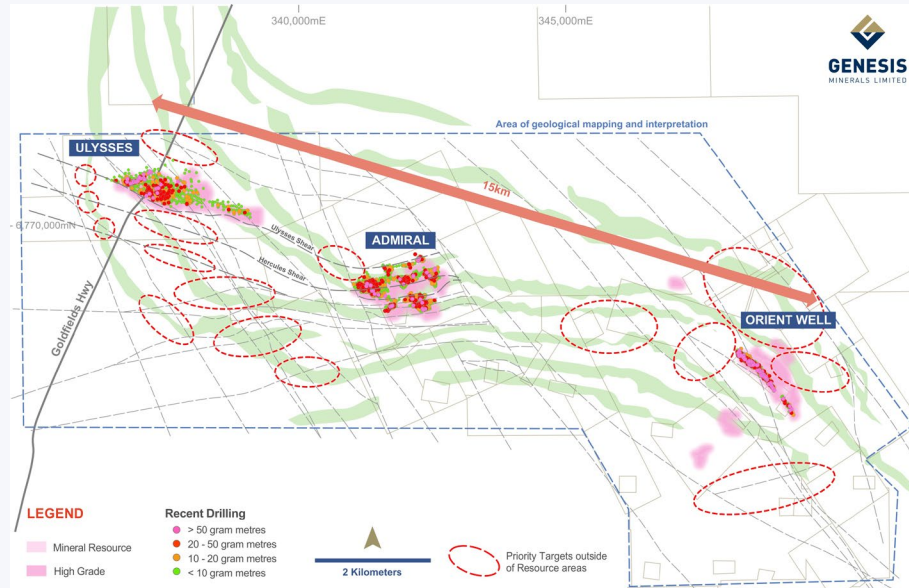 340,000mE
345,000mE
GENESIS
MINERALS LIMITED
Area of geological mapping and interpretation
ULYSSES
15km
6,770,000mN
Ulysses Shear
ADMIRAL
Hercules Shear
Goldfields Hwy
ORIENT WELL
LEGEND
Mineral Resource
High Grade
Recent Drilling
> 50 gram metres
20 - 50 gram metres
10 - 20 gram metres
< 10 gram metres
2 Kilometers
Priority Targets outside
of Resource areas